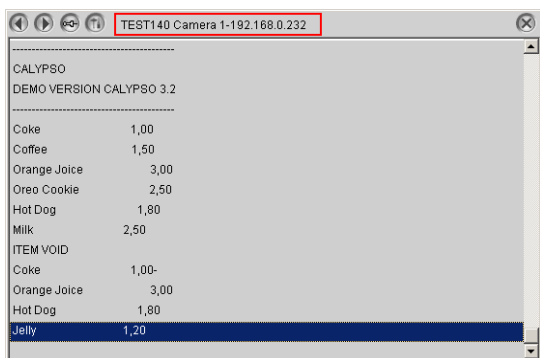 TEST140 Camera 1-192.168.0.232
----------------------------------------
CALYPSO
DEMO VERSION CALYPSO 3.2
----------------------------------------
Coke 1,00
Coffee 1,50
Orange Joice 3,00
Oreo Cookie 2,50
Hot Dog 1,80
Milk 2,50
ITEM VOID
Coke 1,00-
Orange Joice 3,00
Hot Dog 1,80
Jelly 1,20